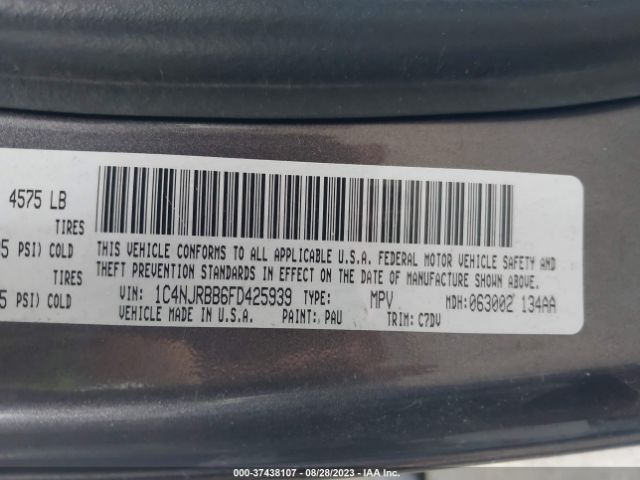 4575 LB
TIRES
5 PSI) COLD
TIRES
5 PSI) COLD
THIS VEHICLE CONFORMS TO ALL APPLICABLE U.S.A. FEDERAL MOTOR VEHICLE SAFETY AND
THEFT PREVENTION STANDARDS IN EFFECT ON THE DATE OF MANUFACTURE SHOWN ABOVE.
VIN: 1C4NJRBB6FD425939 TYPE: MPV MDH:063002 134AA
VEHICLE MADE IN U.S.A. PAINT: PAU TRIM: C7DV
000-37438107 - 08/28/2023 - IAA Inc.